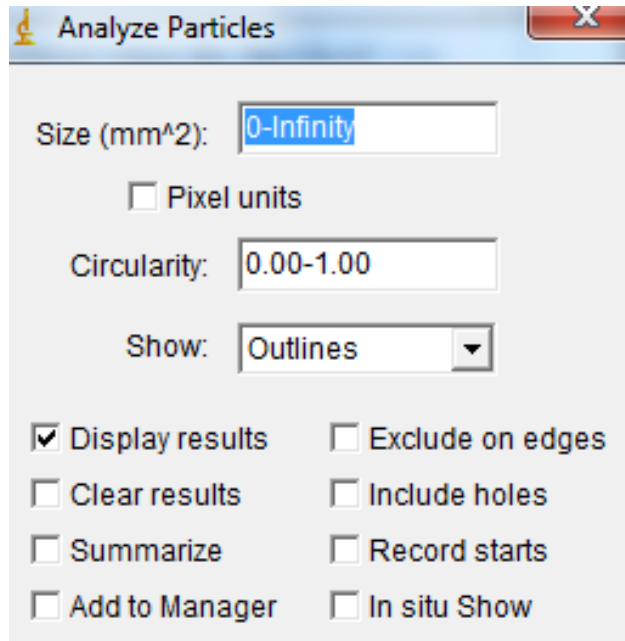 Analyze Particles
Size (mm^2): 0-Infinity
Pixel units
Circularity: 0.00-1.00
Show: Outlines
Display results Exclude on edges
Clear results Include holes
Summarize Record starts
Add to Manager In situ Show